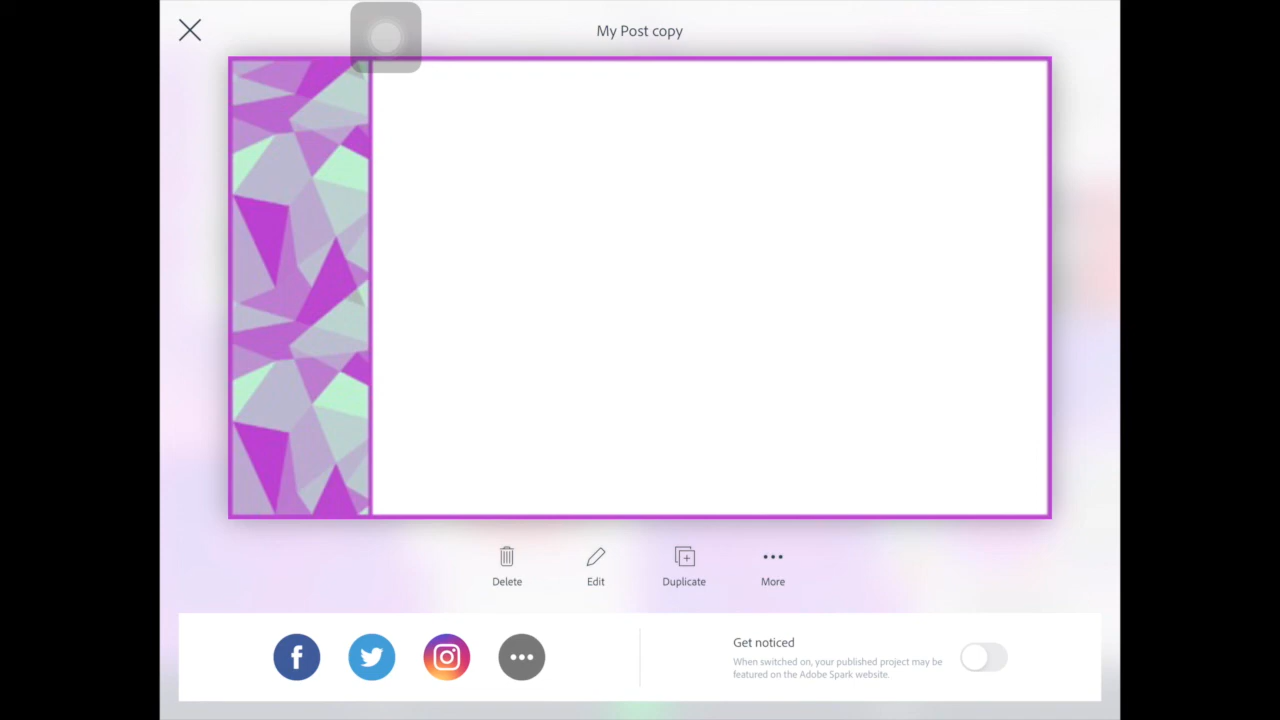 My Post copy
Delete
Edit
Duplicate
More
Get noticed
When switched on, your published project may be
featured on the Adobe Spark website.